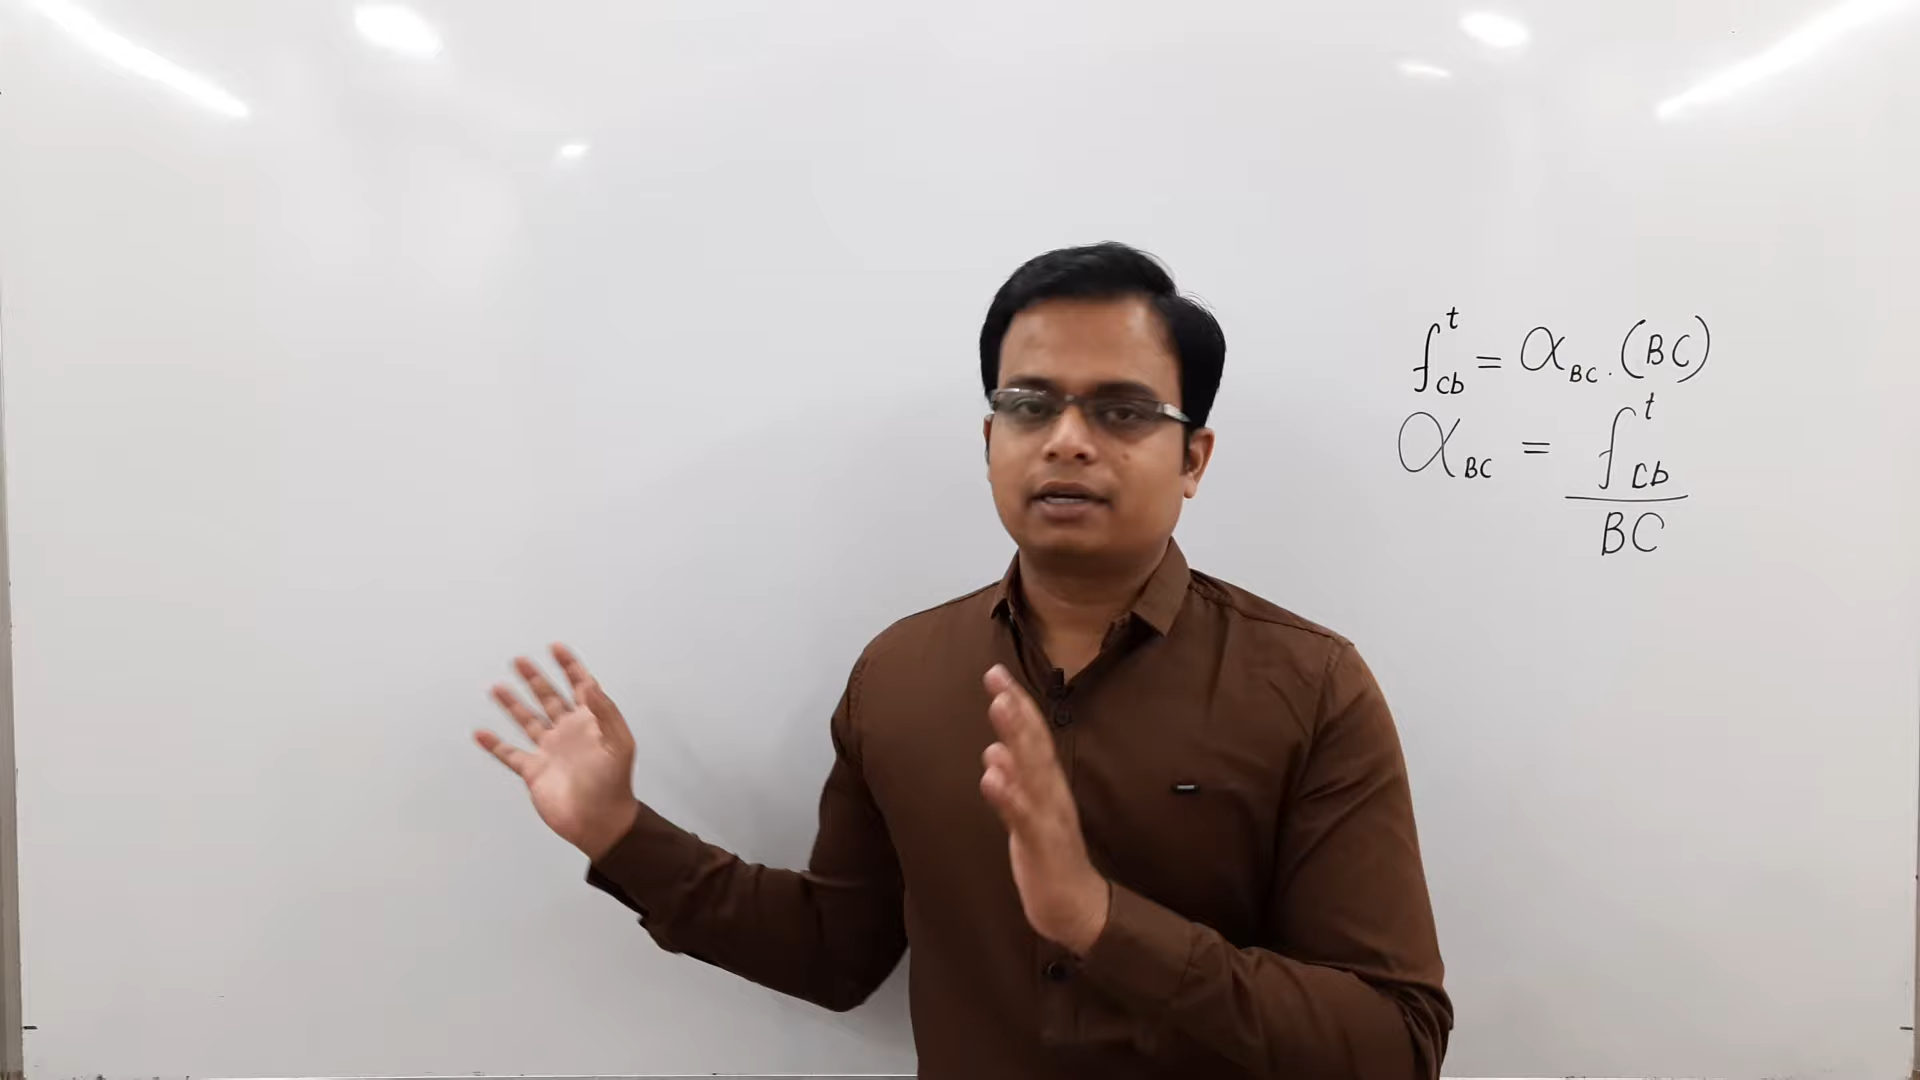 f^t_cb = α_BC . (BC)
α_BC = f^t_cb / BC